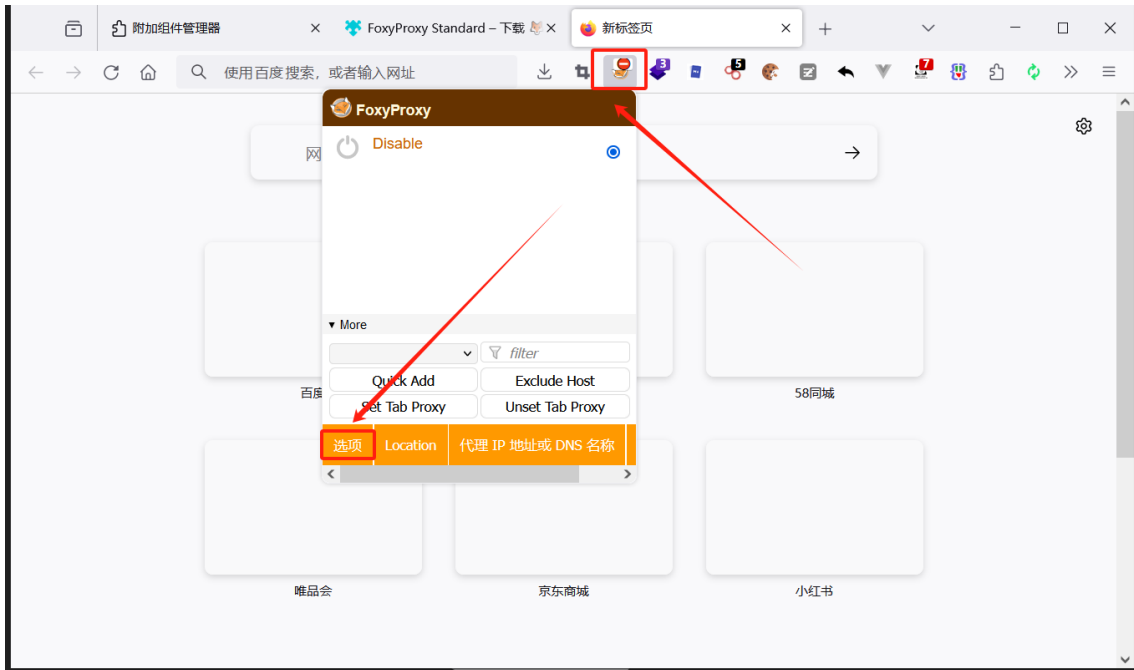 附加组件管理器
FoxyProxy Standard – 下载
新标签页
使用百度搜索，或者输入网址
3
5
7
FoxyProxy
Disable
网
More
filter
Quick Add
Exclude Host
Set Tab Proxy
Unset Tab Proxy
选项
Location
代理 IP 地址或 DNS 名称
百度
58同城
唯品会
京东商城
小红书